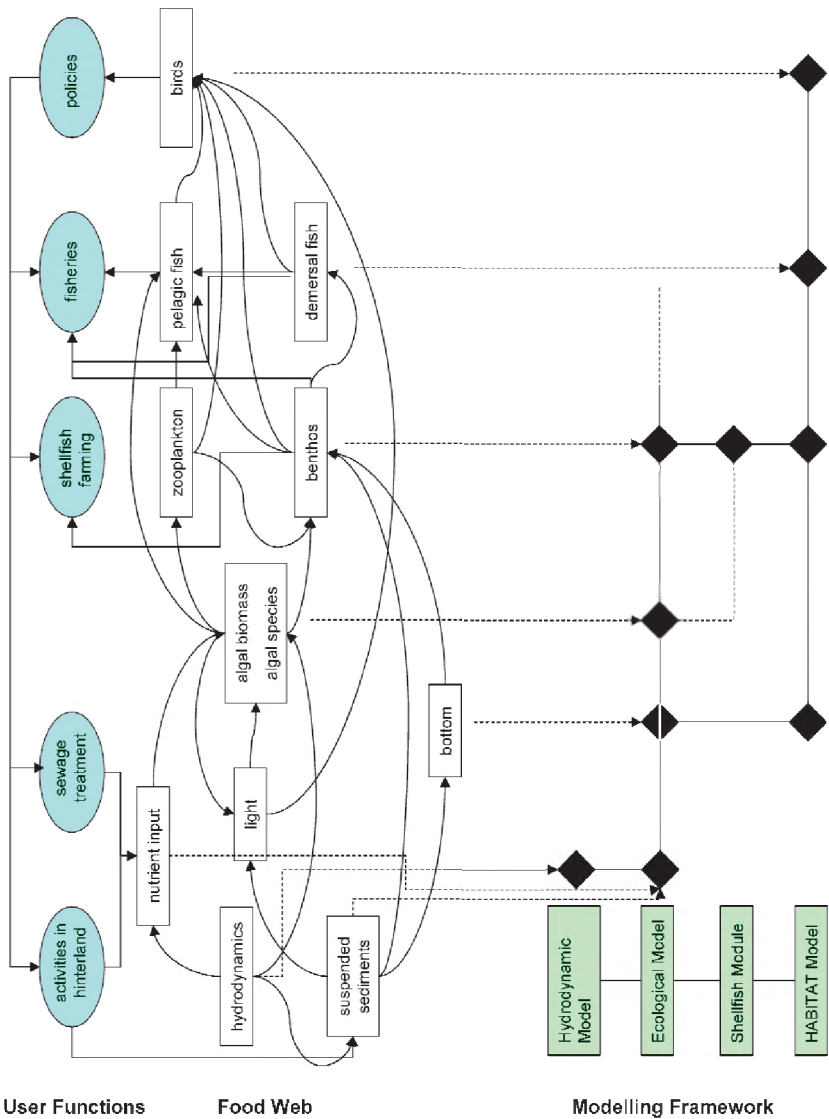 User Functions
Food Web
Modelling Framework
activities in
hinterland
sewage
treatment
shellfish
farming
fisheries
policies
nutrient input
hydrodynamics
suspended
sediments
light
algal biomass
algal species
bottom
zooplankton
benthos
pelagic fish
demersal fish
birds
Hydrodynamic
Model
Ecological Model
Shellfish Module
HABITAT Model